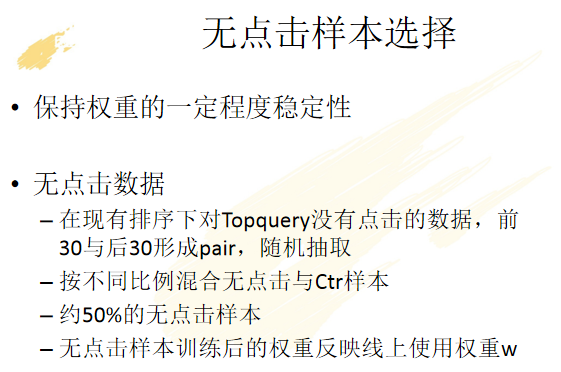 无点击样本选择
• 保持权重的一定程度稳定性
• 无点击数据
– 在现有排序下对Topquery没有点击的数据，前
30与后30形成pair，随机抽取
– 按不同比例混合无点击与Ctr样本
– 约50%的无点击样本
– 无点击样本训练后的权重反映线上使用权重w